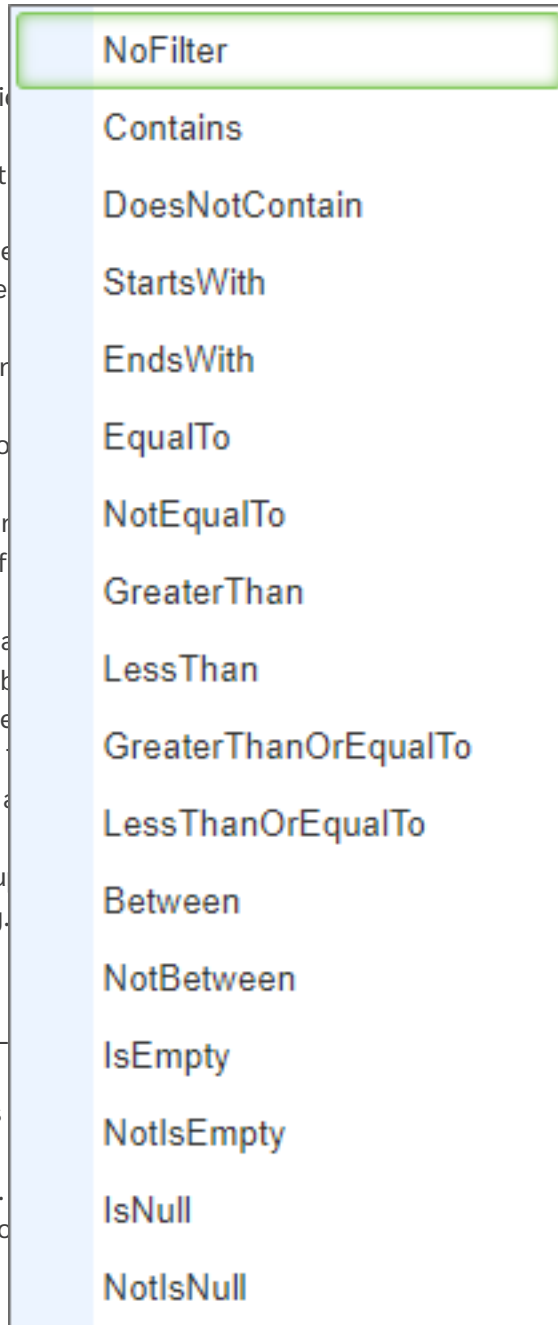 NoFilter
Contains
DoesNotContain
StartsWith
EndsWith
EqualTo
NotEqualTo
GreaterThan
LessThan
GreaterThanOrEqualTo
LessThanOrEqualTo
Between
NotBetween
IsEmpty
NotIsEmpty
IsNull
NotIsNull